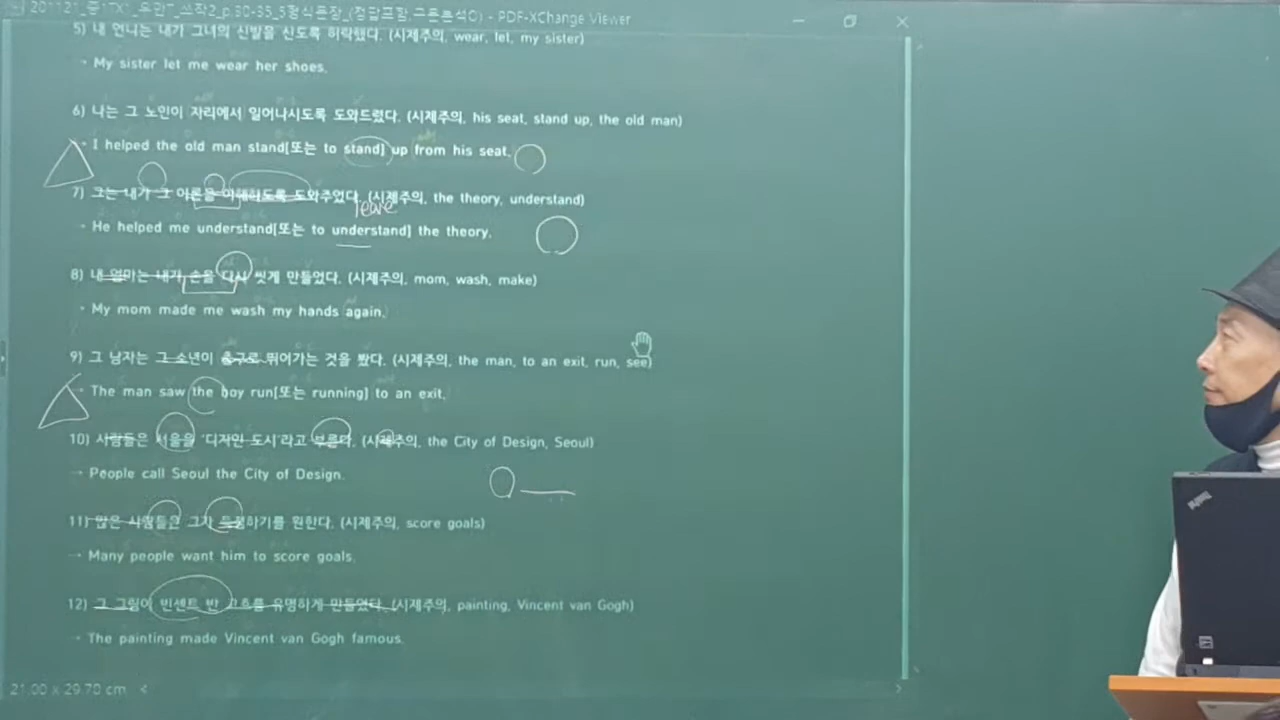 201121_중1TX1_유안T_쓰작2_p.30-35_5형식문장_(정답포함,구문분석O) - PDF-XChange Viewer
5) 내 언니는 내가 그녀의 신발을 신도록 허락했다. (시제주의, wear, let, my sister)
→ My sister let me wear her shoes.
6) 나는 그 노인이 자리에서 일어나시도록 도와드렸다. (시제주의, his seat, stand up, the old man)
→ I helped the old man stand[또는 to stand] up from his seat.
7) 그는 내가 그 이론을 이해하도록 도와주었다. (시제주의, the theory, understand)
leave
→ He helped me understand[또는 to understand] the theory.
8) 내 엄마는 내가 손을 다시 씻게 만들었다. (시제주의, mom, wash, make)
→ My mom made me wash my hands again.
9) 그 남자는 그 소년이 출구로 뛰어가는 것을 봤다. (시제주의, the man, to an exit, run, see)
→ The man saw the boy run[또는 running] to an exit.
10) 사람들은 서울을 '디자인 도시'라고 부른다. (시제주의, the City of Design, Seoul)
→ People call Seoul the City of Design.
11) 많은 사람들은 그가 득점하기를 원한다. (시제주의, score goals)
→ Many people want him to score goals.
12) 그 그림이 빈센트 반 고흐를 유명하게 만들었다. (시제주의, painting, Vincent van Gogh)
→ The painting made Vincent van Gogh famous.
21.00 x 29.70 cm
ThinkPad